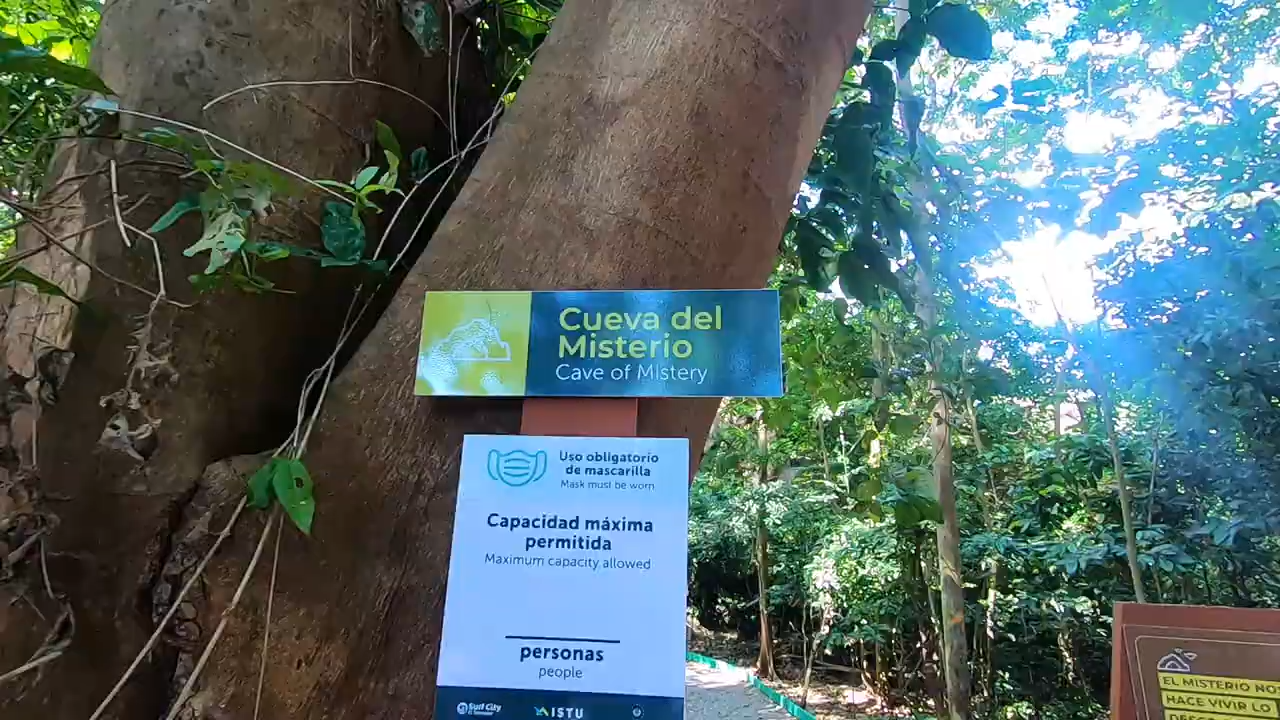 Cueva del
Misterio
Cave of Mistery
Uso obligatorio
de mascarilla
Mask must be worn
Capacidad máxima
permitida
Maximum capacity allowed
personas
people
Surf City
ISTU
EL MISTERIO NO
HACE VIVIR LO